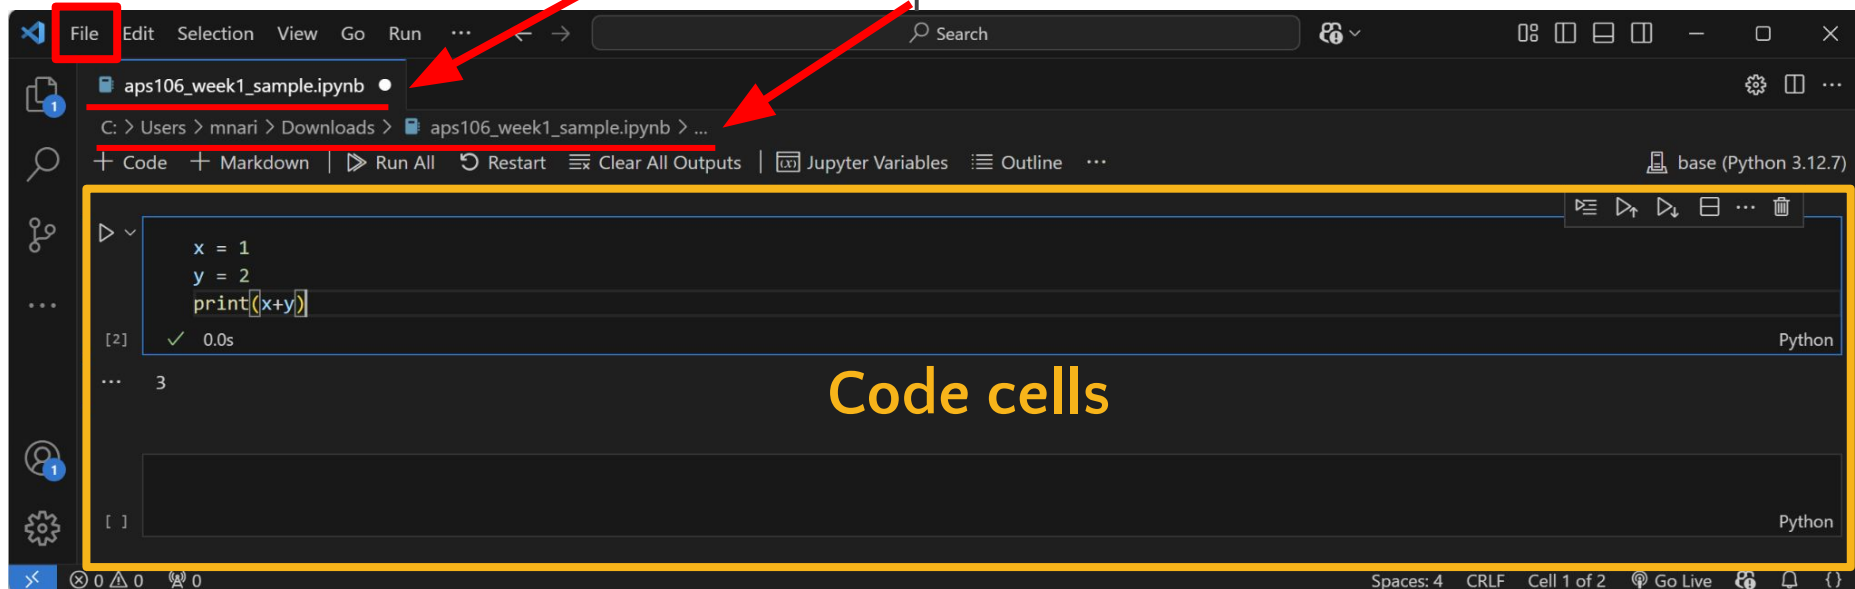 File Edit Selection View Go Run ··· ← → Search
aps106_week1_sample.ipynb ●
1
C: > Users > mnari > Downloads > aps106_week1_sample.ipynb > ...
+ Code + Markdown | Run All Restart Clear All Outputs | Jupyter Variables Outline ···
base (Python 3.12.7)
x = 1
y = 2
print(x+y)
[2] ✓ 0.0s Python
··· 3
Code cells
1
[ ] Python
0 0 0 Spaces: 4 CRLF Cell 1 of 2 Go Live {}